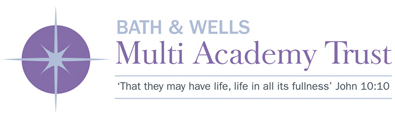 BATH & WELLS
Multi Academy Trust
‘That they may have life, life in all its fullness’ John 10:10